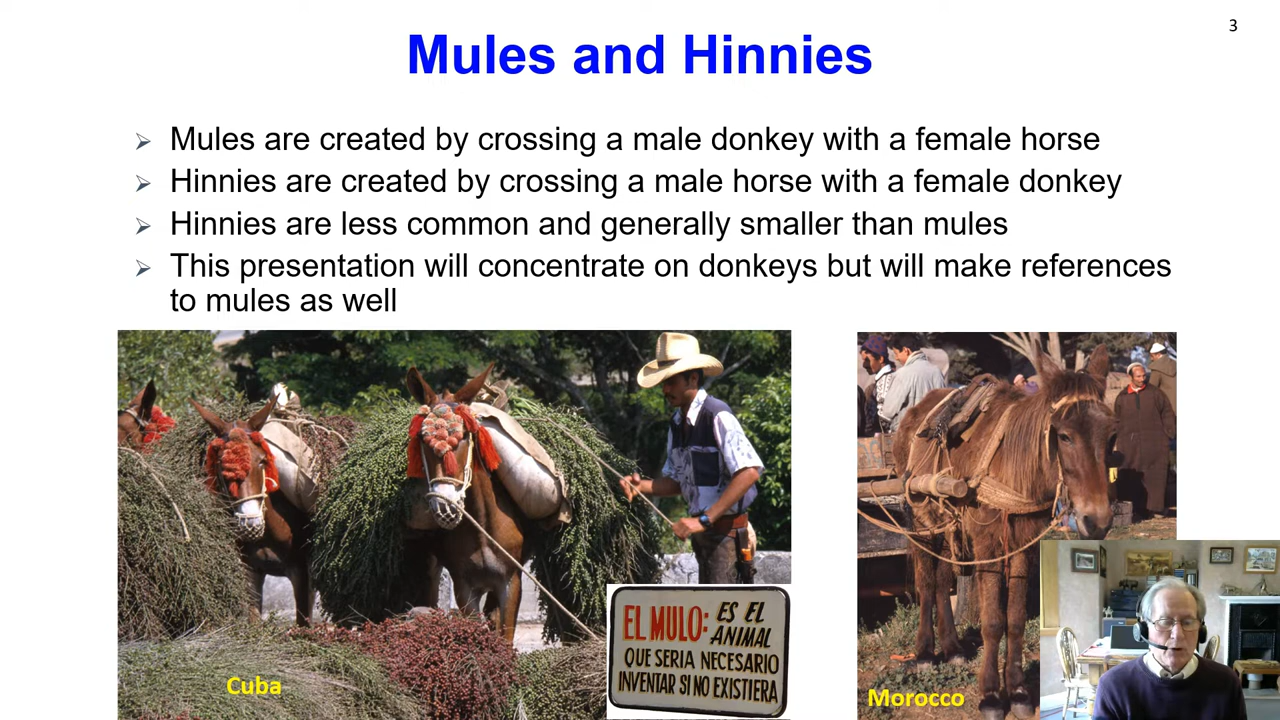 3
Mules and Hinnies
Mules are created by crossing a male donkey with a female horse
Hinnies are created by crossing a male horse with a female donkey
Hinnies are less common and generally smaller than mules
This presentation will concentrate on donkeys but will make references
to mules as well
EL MULO: ES EL
ANIMAL
QUE SERIA NECESARIO
INVENTAR SI NO EXISTIERA
Cuba
Morocco